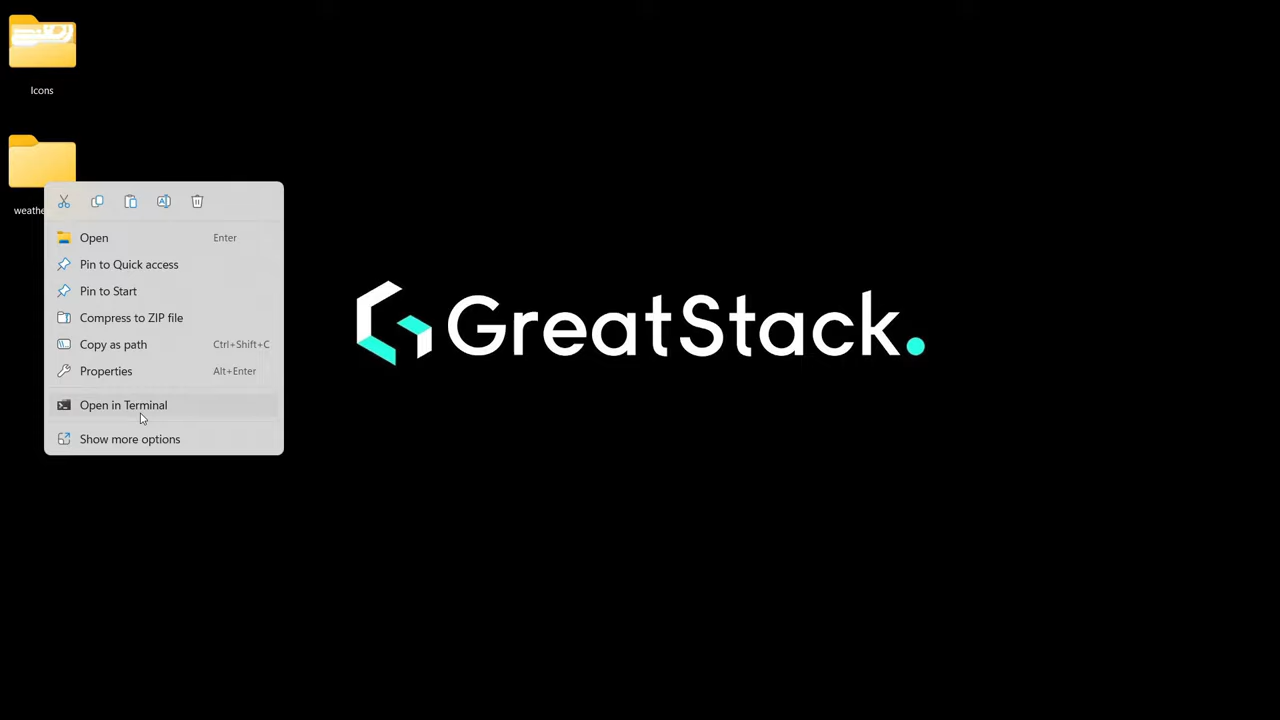 Icons
weathe
Open Enter
Pin to Quick access
Pin to Start
Compress to ZIP file
Copy as path Ctrl+Shift+C
Properties Alt+Enter
Open in Terminal
Show more options
GreatStack.